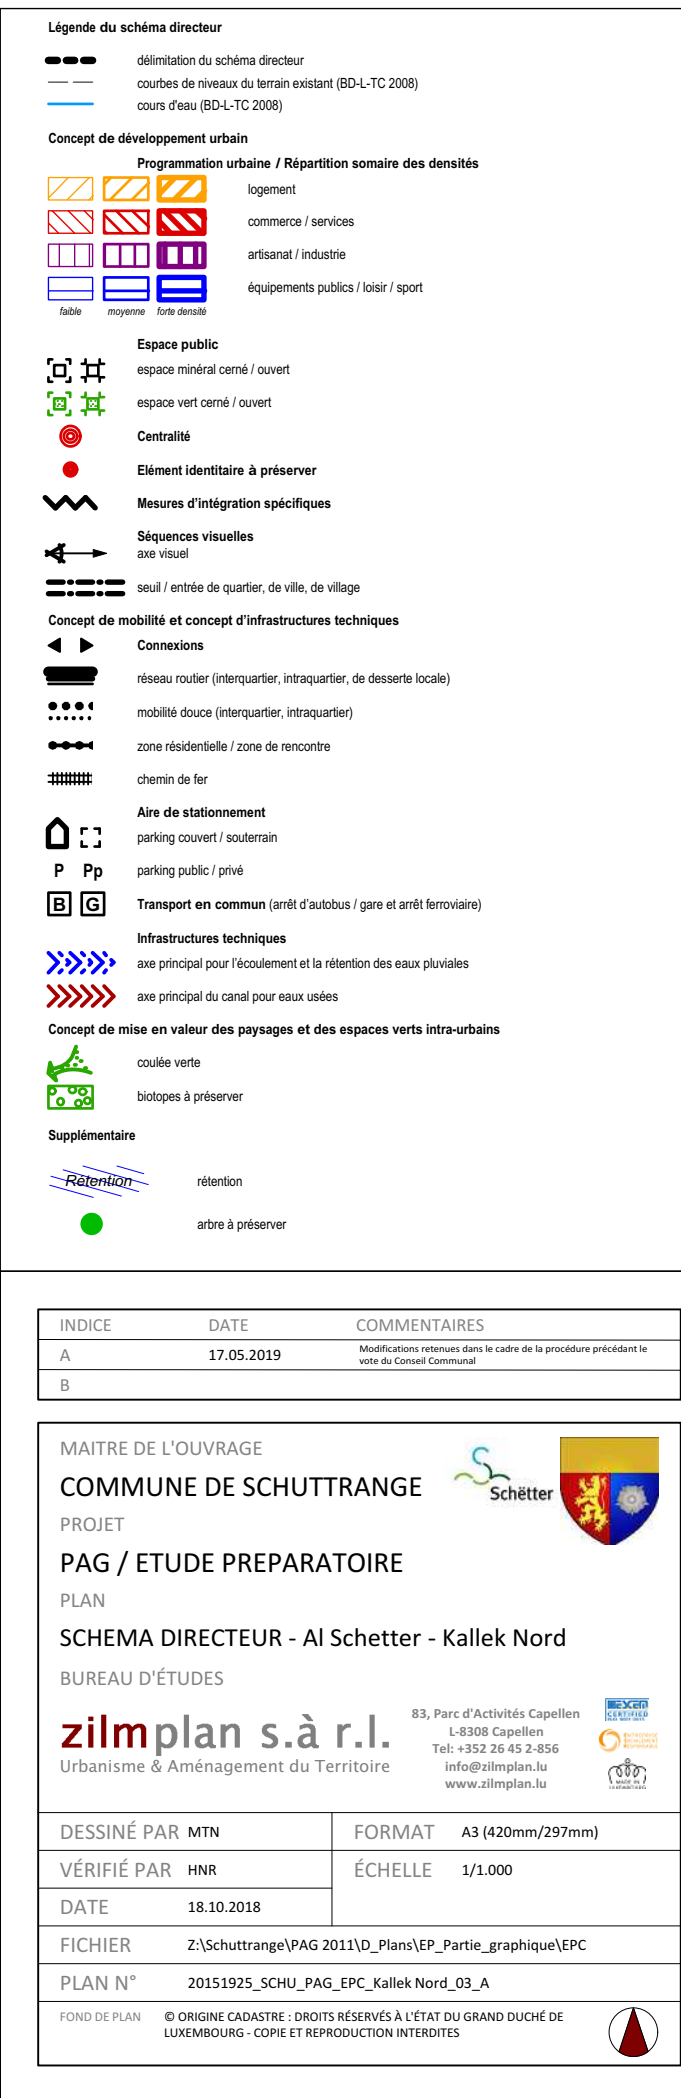 Légende du schéma directeur
délimitation du schéma directeur
courbes de niveaux du terrain existant (BD-L-TC 2008)
cours d'eau (BD-L-TC 2008)
Concept de développement urbain
Programmation urbaine / Répartition somaire des densités
logement
commerce / services
artisanat / industrie
équipements publics / loisir / sport
faible moyenne forte densité
Espace public
espace minéral cerné / ouvert
espace vert cerné / ouvert
Centralité
Elément identitaire à préserver
Mesures d'intégration spécifiques
Séquences visuelles
axe visuel
seuil / entrée de quartier, de ville, de village
Concept de mobilité et concept d'infrastructures techniques
Connexions
réseau routier (interquartier, intraquartier, de desserte locale)
mobilité douce (interquartier, intraquartier)
zone résidentielle / zone de rencontre
chemin de fer
Aire de stationnement
parking couvert / souterrain
P Pp parking public / privé
B G Transport en commun (arrêt d'autobus / gare et arrêt ferroviaire)
Infrastructures techniques
axe principal pour l'écoulement et la rétention des eaux pluviales
axe principal du canal pour eaux usées
Concept de mise en valeur des paysages et des espaces verts intra-urbains
coulée verte
biotopes à préserver
Supplémentaire
Rétention rétention
arbre à préserver
INDICE DATE COMMENTAIRES
A 17.05.2019 Modifications retenues dans le cadre de la procédure précédant le
vote du Conseil Communal
B
MAITRE DE L'OUVRAGE
COMMUNE DE SCHUTTRANGE
Schëtter
PROJET
PAG / ETUDE PREPARATOIRE
PLAN
SCHEMA DIRECTEUR - Al Schetter - Kallek Nord
BUREAU D'ÉTUDES
zilmplan s.à r.l.
Urbanisme & Aménagement du Territoire
83, Parc d'Activités Capellen
L-8308 Capellen
Tel: +352 26 45 2-856
info@zilmplan.lu
www.zilmplan.lu
CERTIFIED
MADE IN
LUXEMBOURG
DESSINÉ PAR MTN FORMAT A3 (420mm/297mm)
VÉRIFIÉ PAR HNR ÉCHELLE 1/1.000
DATE 18.10.2018
FICHIER Z:\Schuttrange\PAG 2011\D_Plans\EP_Partie_graphique\EPC
PLAN N° 20151925_SCHU_PAG_EPC_Kallek Nord_03_A
FOND DE PLAN © ORIGINE CADASTRE : DROITS RÉSERVÉS À L'ÉTAT DU GRAND DUCHÉ DE
LUXEMBOURG - COPIE ET REPRODUCTION INTERDITES